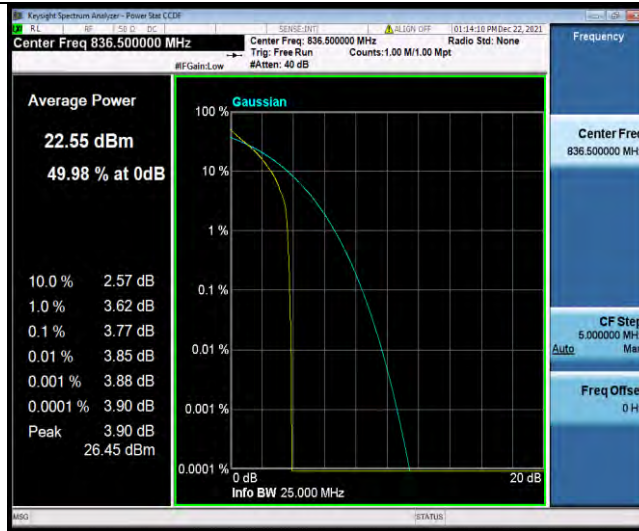 Keysight Spectrum Analyzer - Power Stat CCDF
RL RF 50 Ω DC SENSE:INT ALIGN OFF 01:14:10 PM Dec 22, 2021
Center Freq 836.500000 MHz
Center Freq: 836.500000 MHz Radio Std: None
Trig: Free Run Counts:1.00 M/1.00 Mpt
#IFGain:Low #Atten: 40 dB
Frequency
Average Power
22.55 dBm
49.98 % at 0dB
10.0 % 2.57 dB
1.0 % 3.62 dB
0.1 % 3.77 dB
0.01 % 3.85 dB
0.001 % 3.88 dB
0.0001 % 3.90 dB
Peak 3.90 dB
26.45 dBm
Gaussian
100 %
10 %
1 %
0.1 %
0.01 %
0.001 %
0.0001 %
0 dB 20 dB
Info BW 25.000 MHz
Center Fre
836.500000 MH
CF Step
5.000000 MH
Auto Ma
Freq Offse
0 H
MSG STATUS